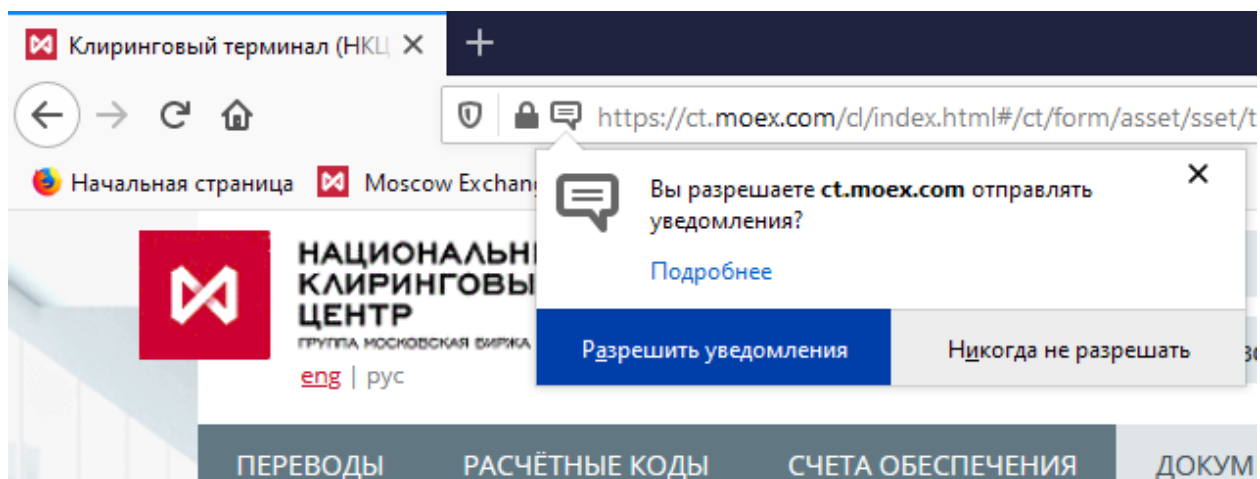 Клиринговый терминал (НКЦ
https://ct.moex.com/cl/index.html#/ct/form/asset/sset/t
Начальная страница Moscow Exchan
Вы разрешаете ct.moex.com отправлять
уведомления?
Подробнее
Разрешить уведомления Никогда не разрешать
НАЦИОНАЛЬН
КЛИРИНГОВЫ
ЦЕНТР
ГРУППА МОСКОВСКАЯ БИРЖА
eng | рус
ПЕРЕВОДЫ РАСЧЁТНЫЕ КОДЫ СЧЕТА ОБЕСПЕЧЕНИЯ ДОКУМ